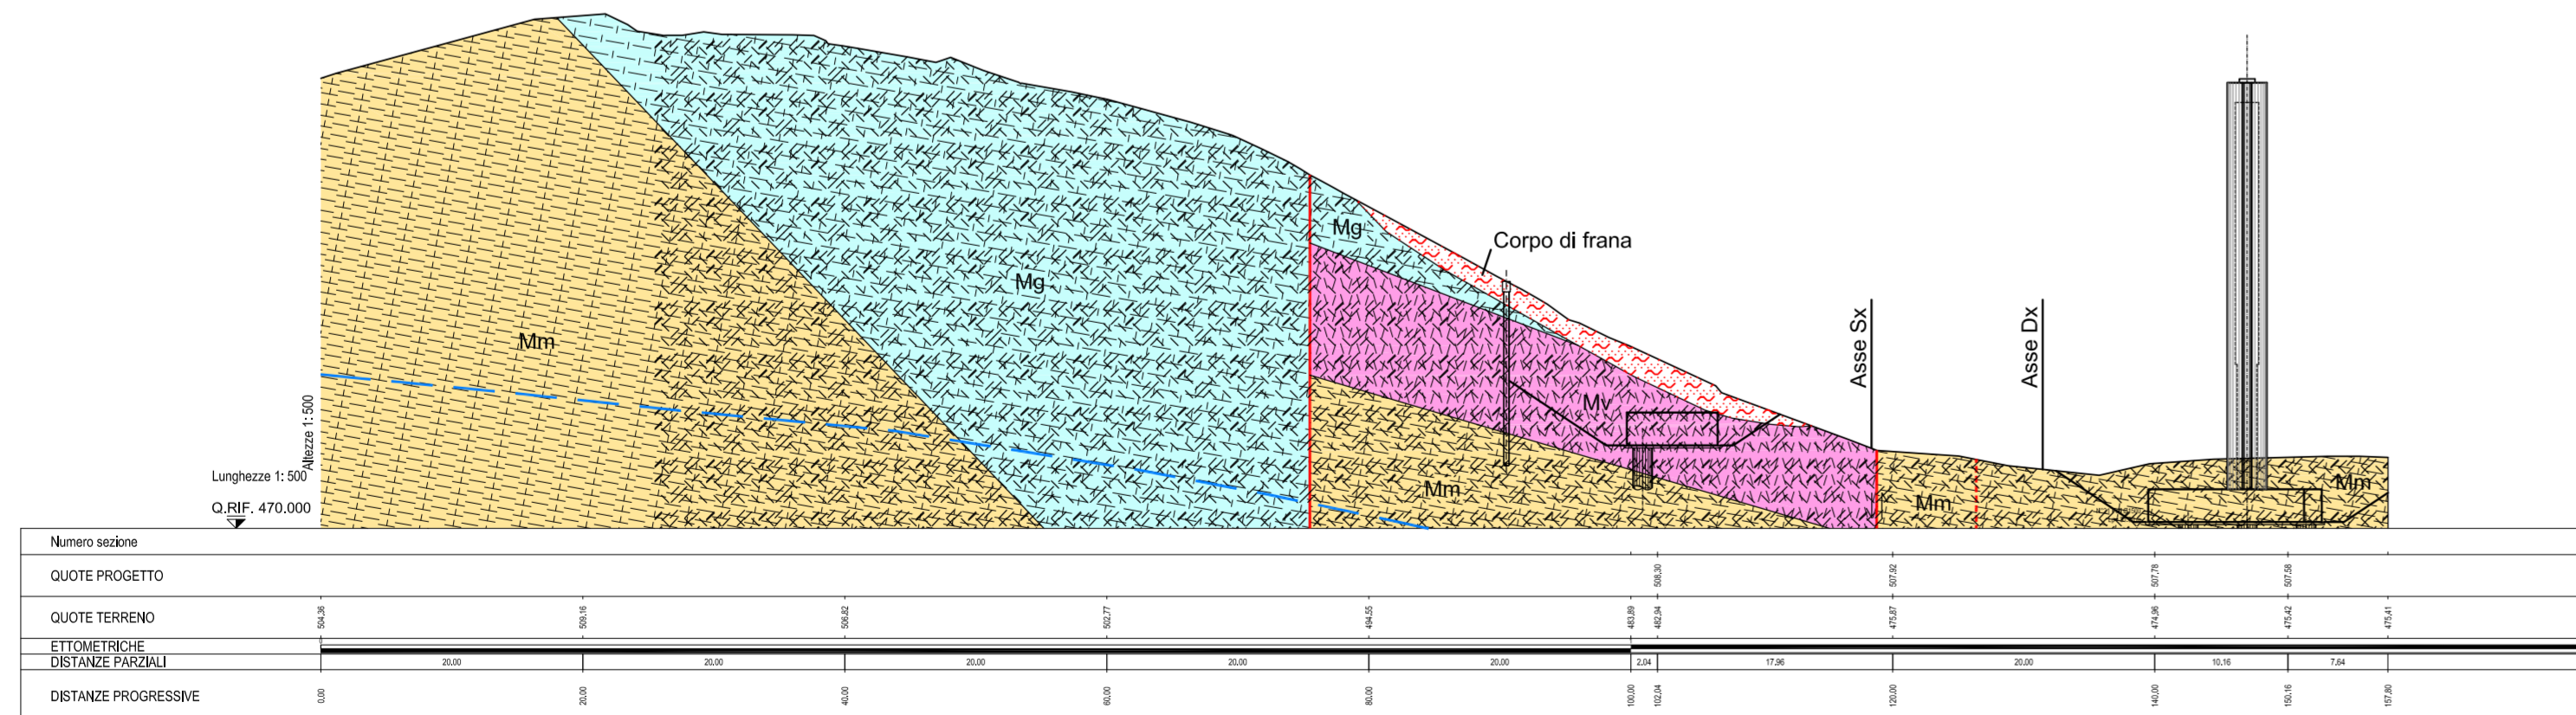 Mg
Corpo di frana
Mg
Asse Sx
Asse Dx
Mm
Mv
Altezze 1:500
Lunghezze 1:500
Mm
Mm
Mm
Q.RIF. 470.000
Numero sezione
QUOTE PROGETTO
508,30 507,92 507,78 507,58
QUOTE TERRENO
504,36 509,16 506,82 502,77 494,55 483,89 482,94 475,87 474,96 475,42 475,41
ETTOMETRICHE
DISTANZE PARZIALI
20,00 20,00 20,00 20,00 20,00 2,04 17,96 20,00 10,16 7,64
DISTANZE PROGRESSIVE
0,00 20,00 40,00 60,00 80,00 100,00 102,04 120,00 140,00 150,16 157,80